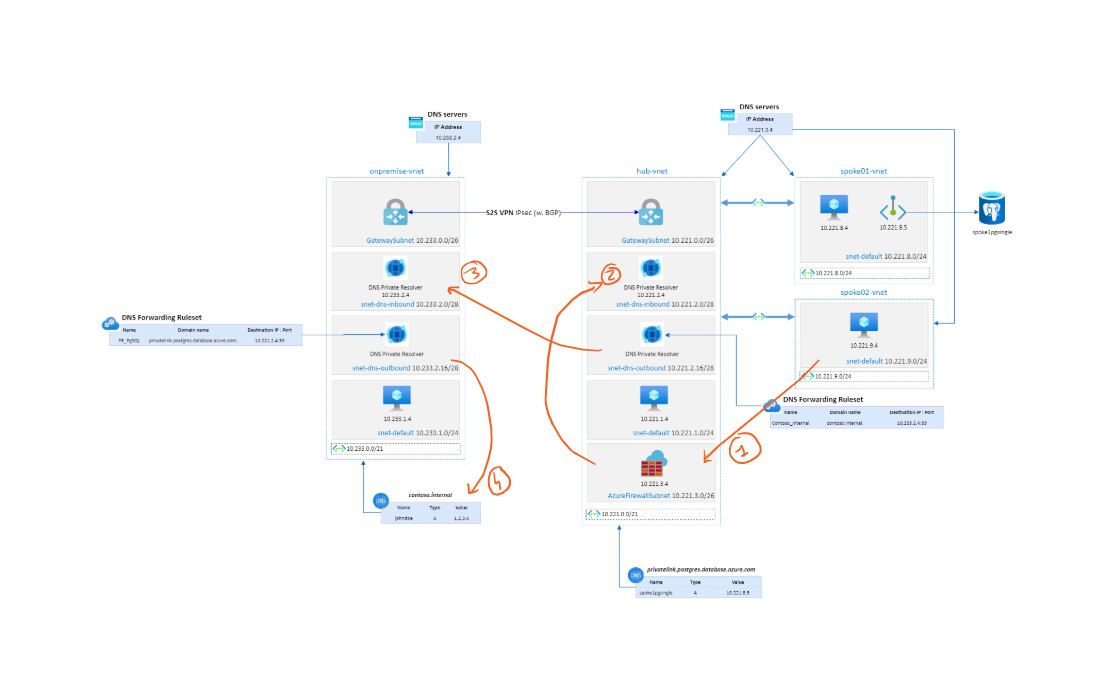 DNS servers
IP Address
10.233.2.4
DNS servers
IP Address
10.221.3.4
onpremise-vnet
GatewaySubnet 10.233.0.0/26
DNS Private Resolver
10.233.2.4
snet-dns-inbound 10.233.2.0/28
DNS Private Resolver
snet-dns-outbound 10.233.2.16/28
10.233.1.4
snet-default 10.233.1.0/24
10.233.0.0/21
S2S VPN IPsec (w. BGP)
hub-vnet
GatewaySubnet 10.221.0.0/26
DNS Private Resolver
10.221.2.4
snet-dns-inbound 10.221.2.0/28
DNS Private Resolver
snet-dns-outbound 10.221.2.16/28
10.221.1.4
snet-default 10.221.1.0/24
10.221.3.4
AzureFirewallSubnet 10.221.3.0/26
10.221.0.0/21
spoke01-vnet
10.221.8.4
10.221.8.5
snet-default 10.221.8.0/24
10.221.8.0/24
spoke1pgsingle
spoke02-vnet
10.221.9.4
snet-default 10.221.9.0/24
10.221.9.0/24
DNS Forwarding Ruleset
Name Domain name Destination IP : Port
PE_PgSQL privatelink.postgres.database.azure.com. 10.221.2.4:53
DNS Forwarding Ruleset
Name Domain name Destination IP : Port
Contoso_Internal contoso.internal. 10.233.2.4:53
DNS
contoso.internal
Name Type Value
johndoe A 1.2.3.4
DNS
privatelink.postgres.database.azure.com
Name Type Value
spoke1pgsingle A 10.221.8.5
1
2
3
4